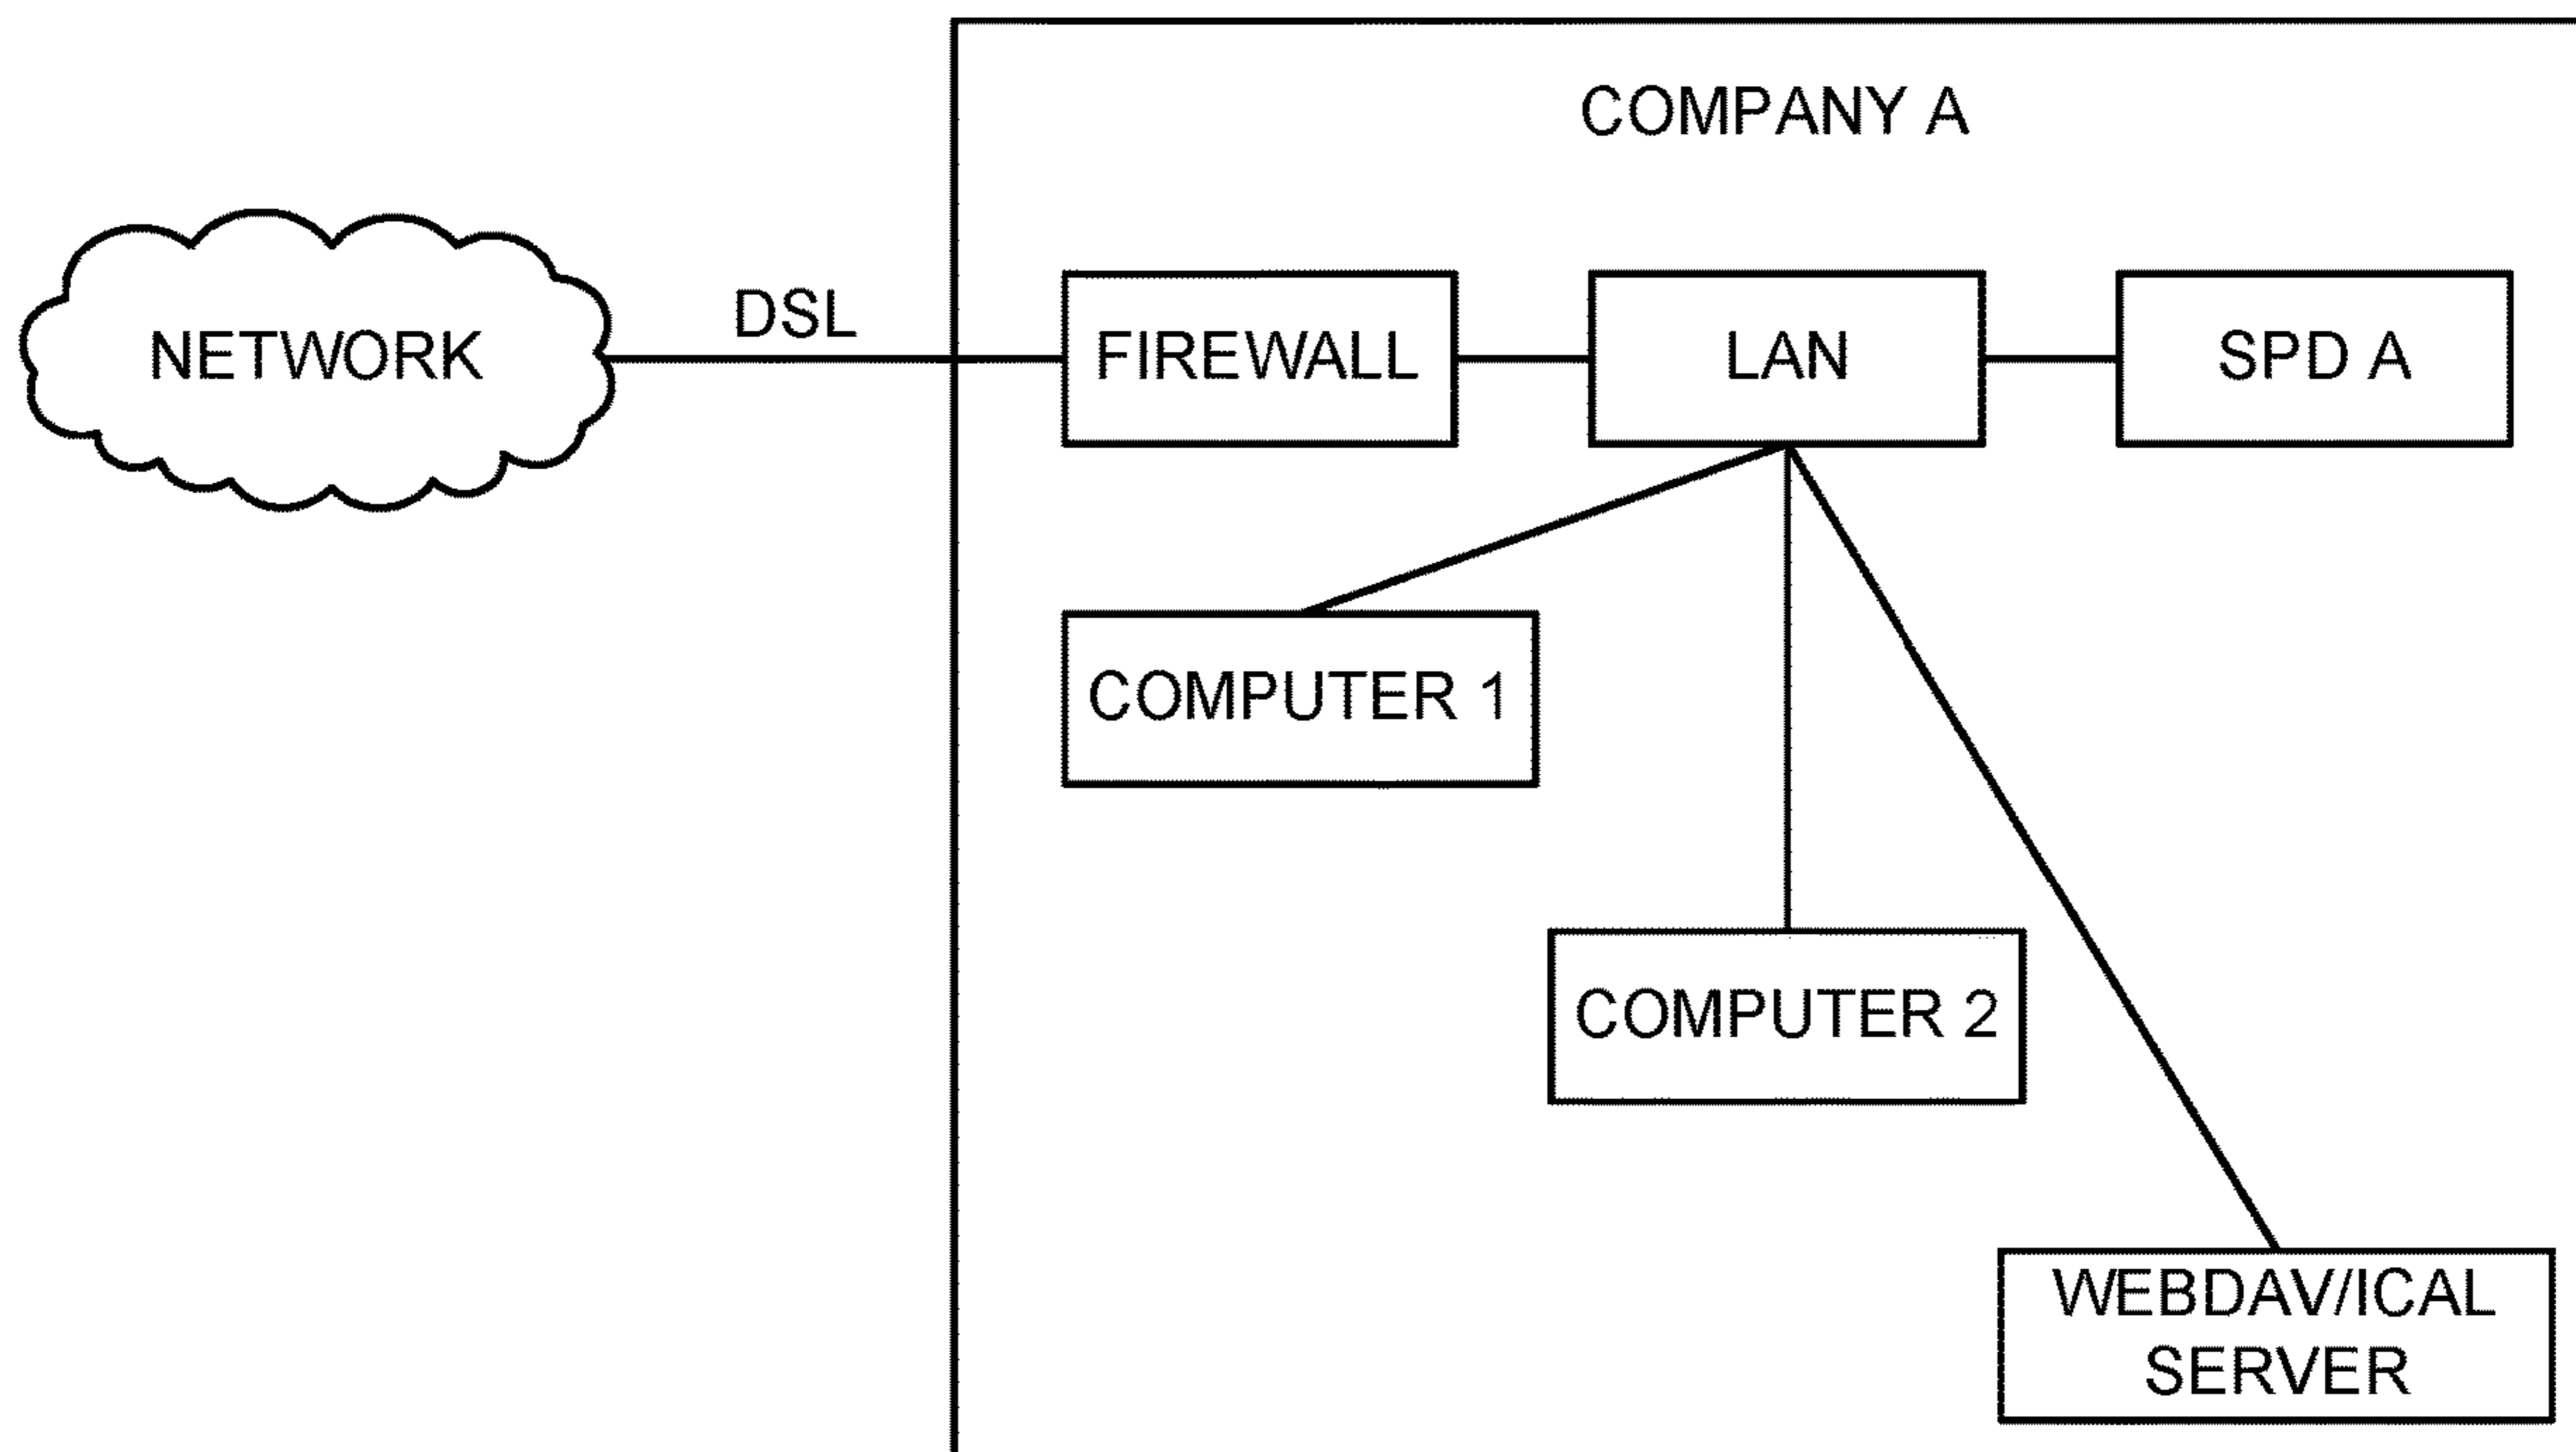 COMPANY A
NETWORK
DSL
FIREWALL
LAN
SPD A
COMPUTER 1
COMPUTER 2
WEBDAV/ICAL
SERVER